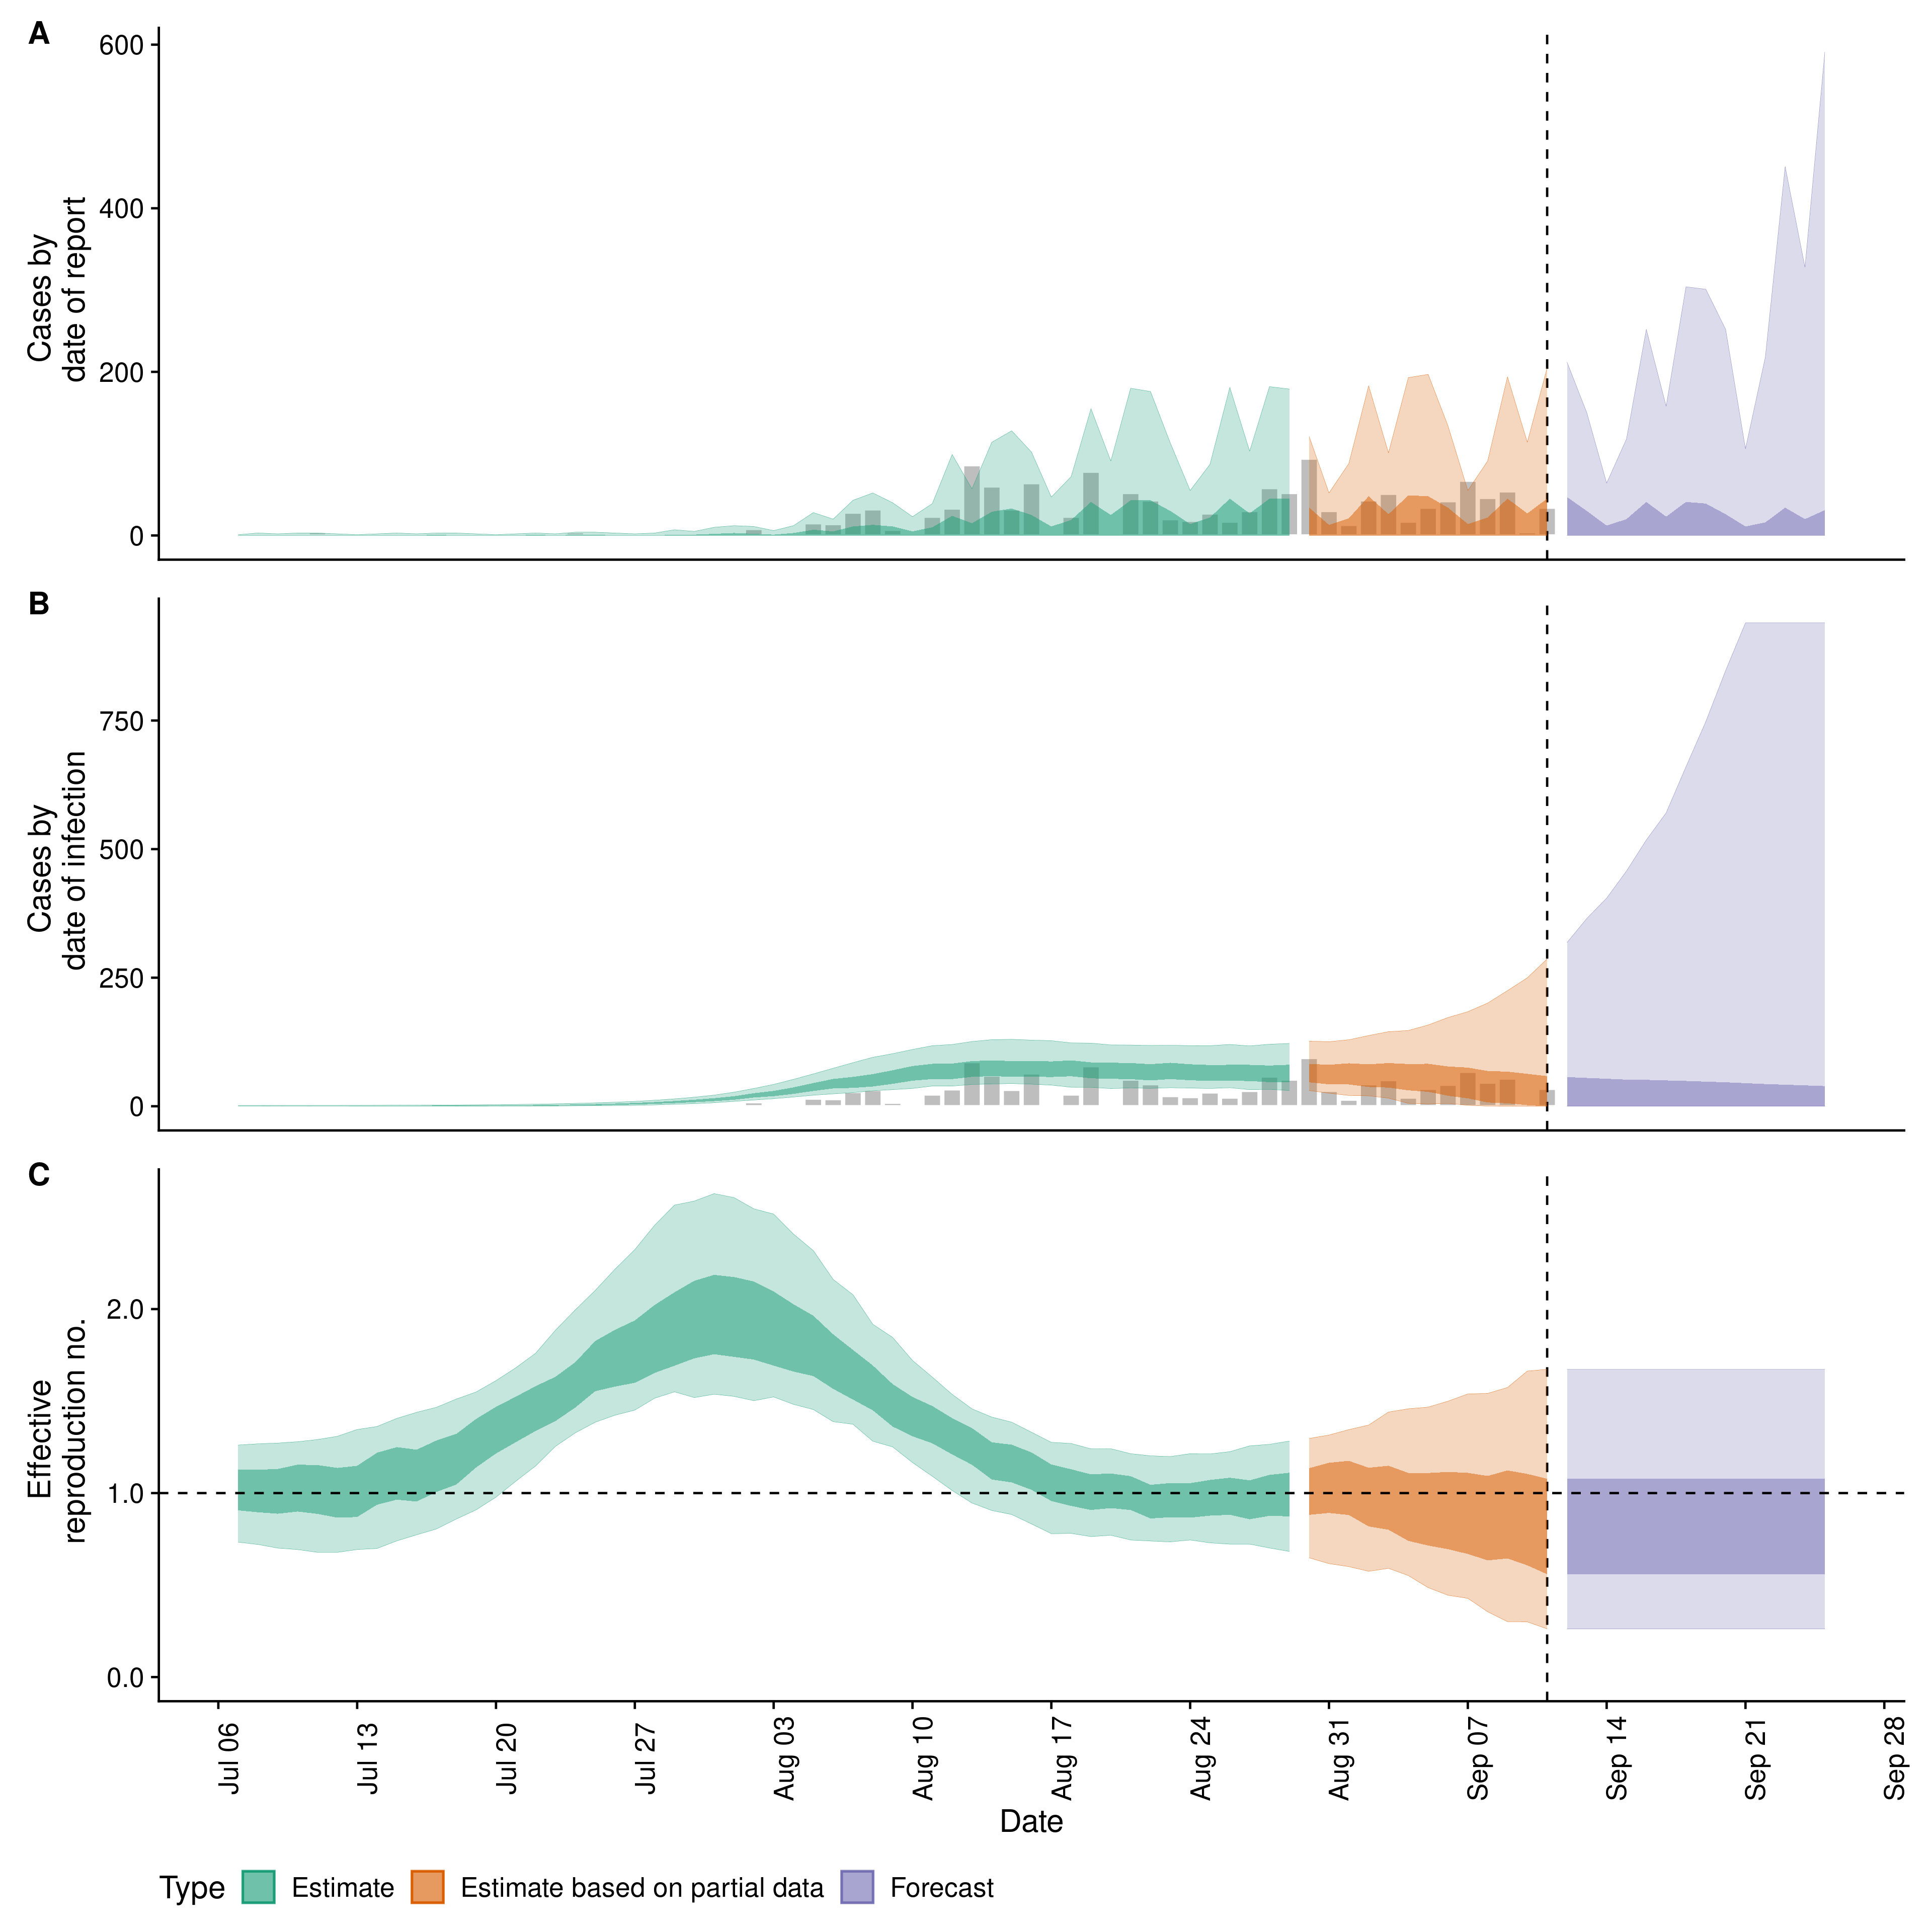 A
600
400
200
0
Cases by
date of report
B
750
500
250
0
Cases by
date of infection
C
2.0
1.0
0.0
Effective
reproduction no.
Jul 06
Jul 13
Jul 20
Jul 27
Aug 03
Aug 10
Aug 17
Aug 24
Aug 31
Sep 07
Sep 14
Sep 21
Sep 28
Date
Type Estimate Estimate based on partial data Forecast